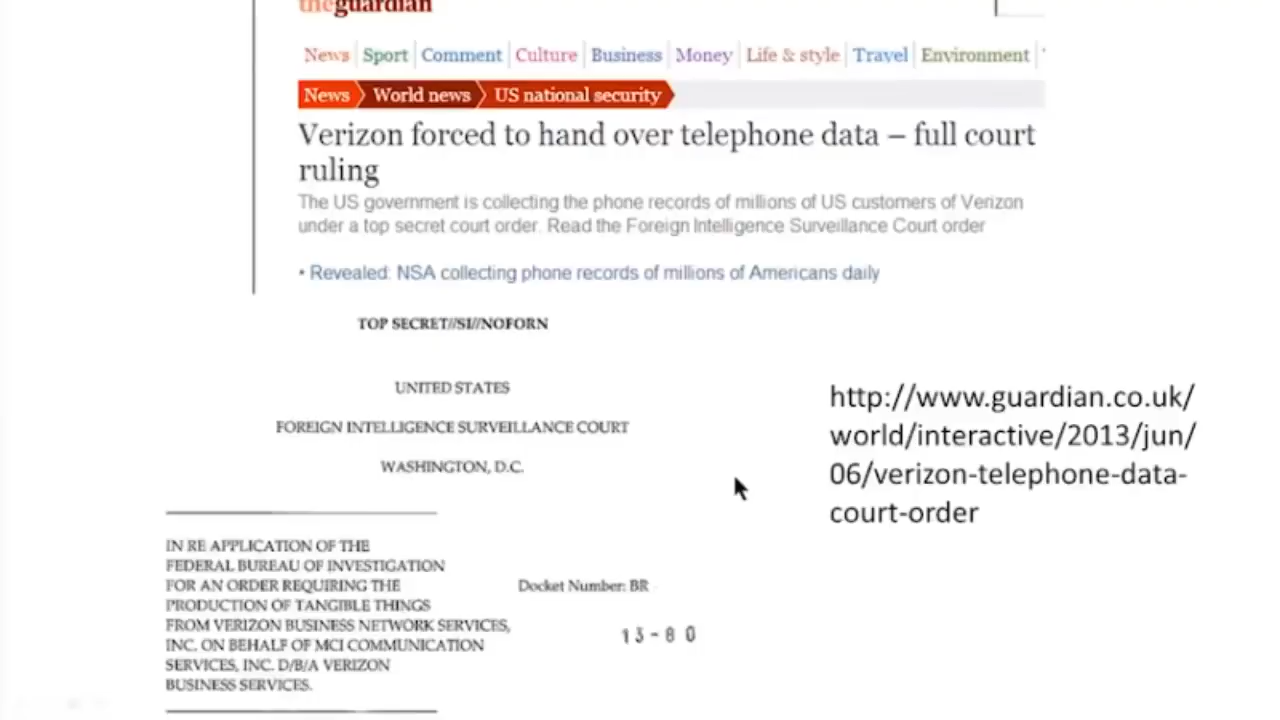 theguardian
News Sport Comment Culture Business Money Life & style Travel Environment
News World news US national security
Verizon forced to hand over telephone data – full court
ruling
The US government is collecting the phone records of millions of US customers of Verizon
under a top secret court order. Read the Foreign Intelligence Surveillance Court order
• Revealed: NSA collecting phone records of millions of Americans daily
TOP SECRET//SI//NOFORN
UNITED STATES
FOREIGN INTELLIGENCE SURVEILLANCE COURT
WASHINGTON, D.C.
http://www.guardian.co.uk/
world/interactive/2013/jun/
06/verizon-telephone-data-
court-order
IN RE APPLICATION OF THE
FEDERAL BUREAU OF INVESTIGATION
FOR AN ORDER REQUIRING THE
PRODUCTION OF TANGIBLE THINGS
FROM VERIZON BUSINESS NETWORK SERVICES,
INC. ON BEHALF OF MCI COMMUNICATION
SERVICES, INC. D/B/A VERIZON
BUSINESS SERVICES.
Docket Number: BR
13-80